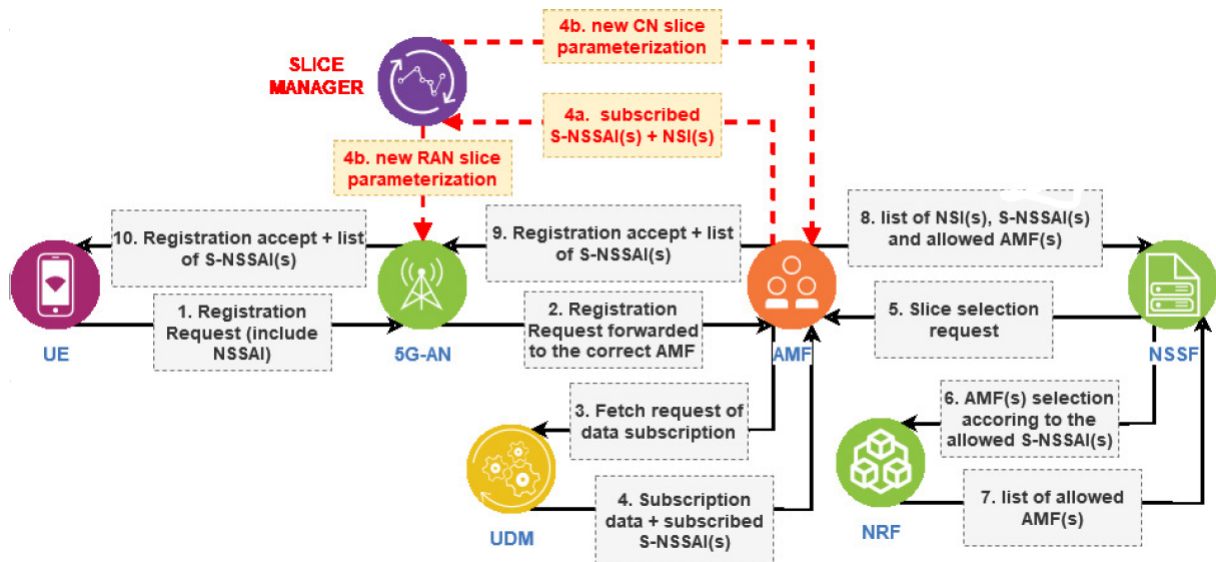 4b. new CN slice
parameterization
SLICE
MANAGER
4a. subscribed
S-NSSAI(s) + NSI(s)
4b. new RAN slice
parameterization
10. Registration accept + list
of S-NSSAI(s)
9. Registration accept + list
of S-NSSAI(s)
8. list of NSI(s), S-NSSAI(s)
and allowed AMF(s)
1. Registration
Request (include
NSSAI)
2. Registration
Request forwarded
to the correct AMF
5. Slice selection
request
UE
5G-AN
AMF
NSSF
3. Fetch request of
data subscription
6. AMF(s) selection
accoring to the
allowed S-NSSAI(s)
4. Subscription
data + subscribed
S-NSSAI(s)
7. list of allowed
AMF(s)
UDM
NRF